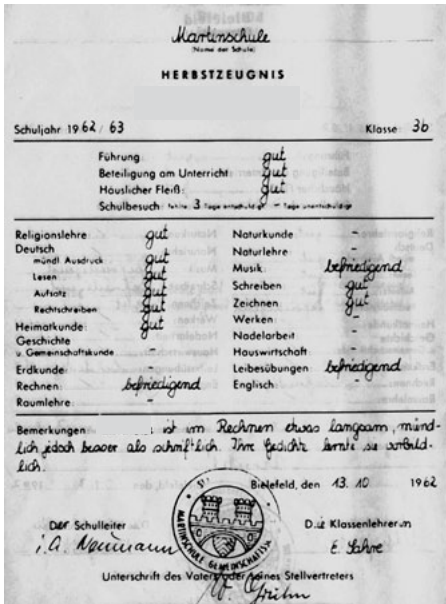 Martinschule
(Name der Schule)
HERBSTZEUGNIS
Schuljahr 1962/63 Klasse 3b
Führung: gut
Beteiligung am Unterricht: gut
Häuslicher Fleiß: gut
Schulbesuch: fehlte 3 Tage entschuldigt – Tage unentschuldigt
Religionslehre: gut Naturkunde –
Deutsch Naturlehre –
mündl. Ausdruck gut Musik befriedigend
Lesen gut Schreiben gut
Aufsatz gut Zeichnen gut
Rechtschreiben gut Werken –
Heimatkunde gut Nadelarbeit –
Geschichte
u. Gemeinschaftskunde – Hauswirtschaft –
Erdkunde – Leibesübungen befriedigend
Rechnen befriedigend Englisch –
Raumlehre –
Bemerkungen ist im Rechnen etwas langsam, münd-
lich jedoch besser als schriftlich. Ihre Gedichte lernte sie vorbild-
lich.
Bielefeld, den 13. 10 1962
Der Schulleiter Die Klassenlehrerin
i. A. Neumann
MARTINSCHULE
Unterschrift des Vaters oder seines Stellvertreters